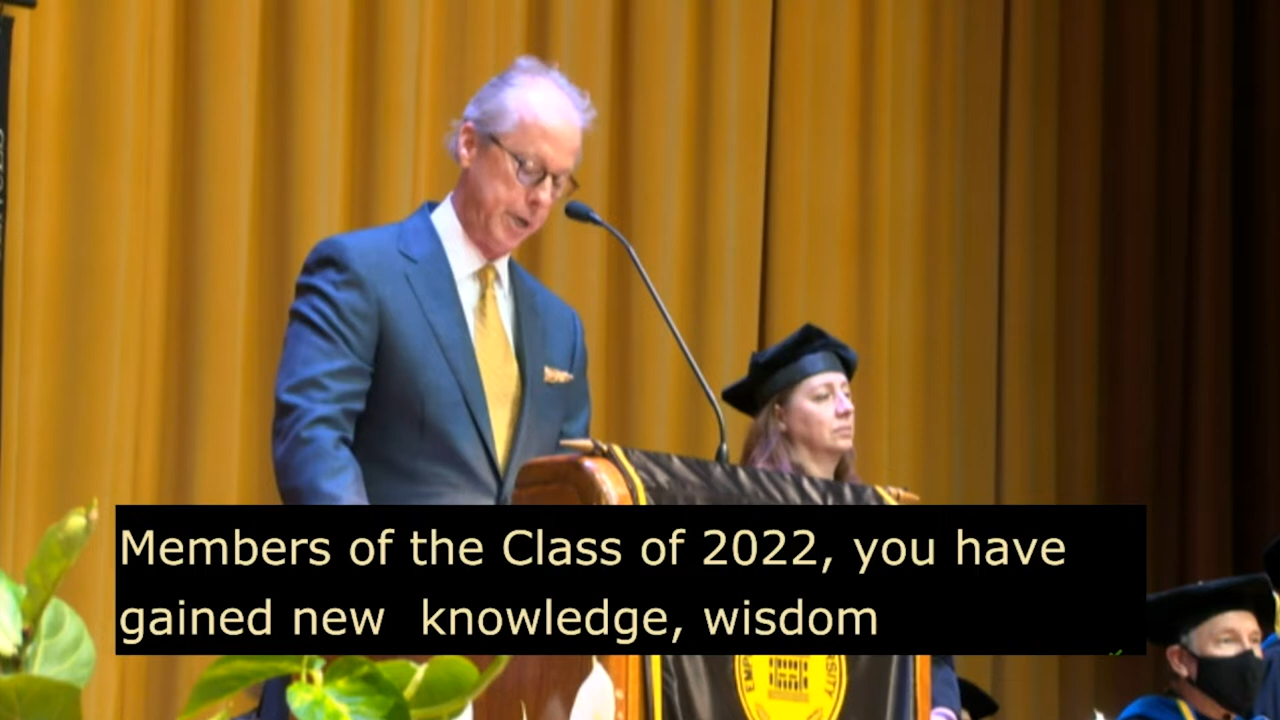 Members of the Class of 2022, you have
gained new  knowledge, wisdom